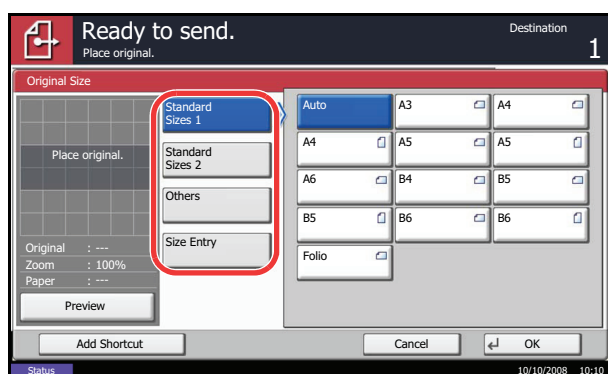 Ready to send.
Place original.
Destination
1
Original Size
Place original.
Original : ---
Zoom : 100%
Paper : ---
Preview
Standard
Sizes 1
Standard
Sizes 2
Others
Size Entry
Auto
A3
A4
A4
A5
A5
A6
B4
B5
B5
B6
B6
Folio
Add Shortcut
Cancel
OK
Status
10/10/2008 10:10